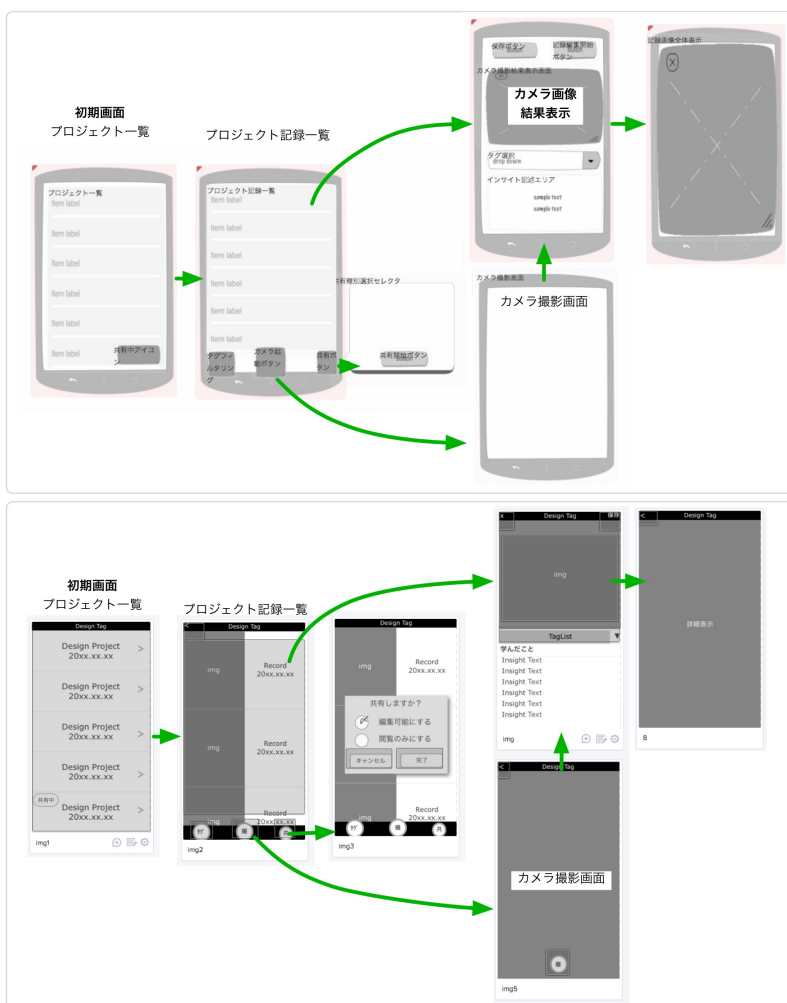 初期画面
プロジェクト一覧
プロジェクト記録一覧
保存ボタン
記録編集開始
ボタン
カメラ撮影結果表示画面
カメラ画像
結果表示
タグ選択
drop down
インサイト記述エリア
sample text
sample text
記録画像全体表示
プロジェクト一覧
Item label
Item label
Item label
Item label
Item label
Item label
共有中アイコ
ン
プロジェクト記録一覧
Item label
Item label
Item label
Item label
Item label
Item label
タグフィ
ルタリン
グ
カメラ起
動ボタン
共有ボ
タン
共有種別選択セレクタ
共有開始ボタン
カメラ撮影画面
カメラ撮影画面
初期画面
プロジェクト一覧
Design Tag
Design Project
20xx.xx.xx
Design Project
20xx.xx.xx
Design Project
20xx.xx.xx
Design Project
20xx.xx.xx
共有中
Design Project
20xx.xx.xx
img1
プロジェクト記録一覧
Design Tag
img
Record
20xx.xx.xx
img
Record
20xx.xx.xx
img
Record
20xx.xx.xx
共
img2
Design Tag
img
Record
20xx.xx.xx
共有しますか？
編集可能にする
閲覧のみにする
キャンセル
完了
img
Record
20xx.xx.xx
共
img3
x
Design Tag
保存
img
TagList
学んだこと
Insight Text
Insight Text
Insight Text
Insight Text
Insight Text
img
<
Design Tag
詳細表示
8
<
Design Tag
カメラ撮影画面
img5